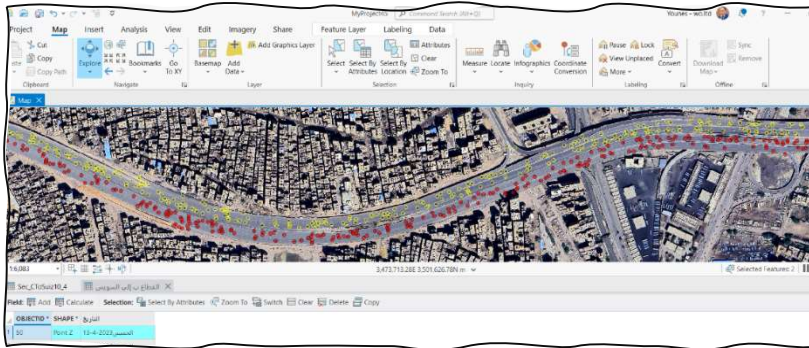 MyProject5 Command Search (Alt+Q)
Project Map Insert Analysis View Edit Imagery Share Feature Layer Labeling Data
Cut
Copy
Copy Path
Explore Bookmarks Go To XY
Basemap Add Data
Add Graphics Layer
Select Select By Attributes Select By Location
Attributes
Clear
Zoom To
Measure Locate Infographics Coordinate Conversion
Pause Lock
View Unplaced
More
Convert
Download Map
Sync
Remove
Clipboard Navigate Layer Selection Inquiry Labeling Offline
Map
1:6,083 3,473,713.28E 3,501,626.78N m Selected Features: 2
القطاع ب إلى السويس
Field: Add Calculate Selection: Select By Attributes Zoom To Switch Clear Delete Copy
OBJECTID * SHAPE * التاريخ
1 50 Point Z الخميس 13-4-2023